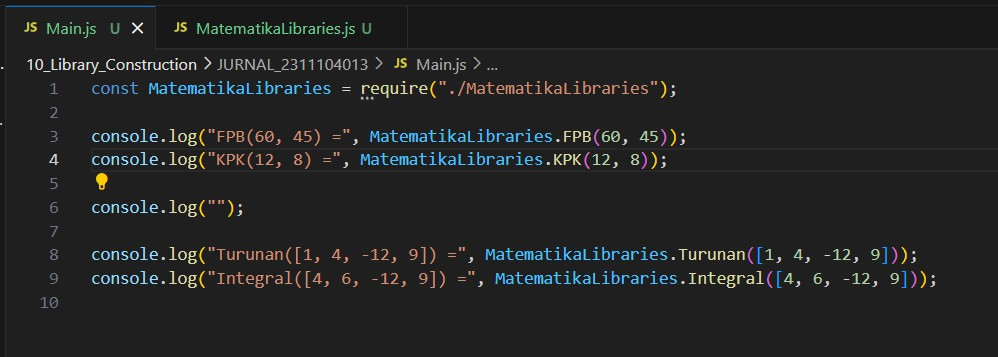 JS Main.js U × JS MatematikaLibraries.js U
10_Library_Construction > JURNAL_2311104013 > JS Main.js > ...
1 const MatematikaLibraries = require("./MatematikaLibraries");
2
3 console.log("FPB(60, 45) =", MatematikaLibraries.FPB(60, 45));
4 console.log("KPK(12, 8) =", MatematikaLibraries.KPK(12, 8));
5
6 console.log("");
7
8 console.log("Turunan([1, 4, -12, 9]) =", MatematikaLibraries.Turunan([1, 4, -12, 9]));
9 console.log("Integral([4, 6, -12, 9]) =", MatematikaLibraries.Integral([4, 6, -12, 9]));
10